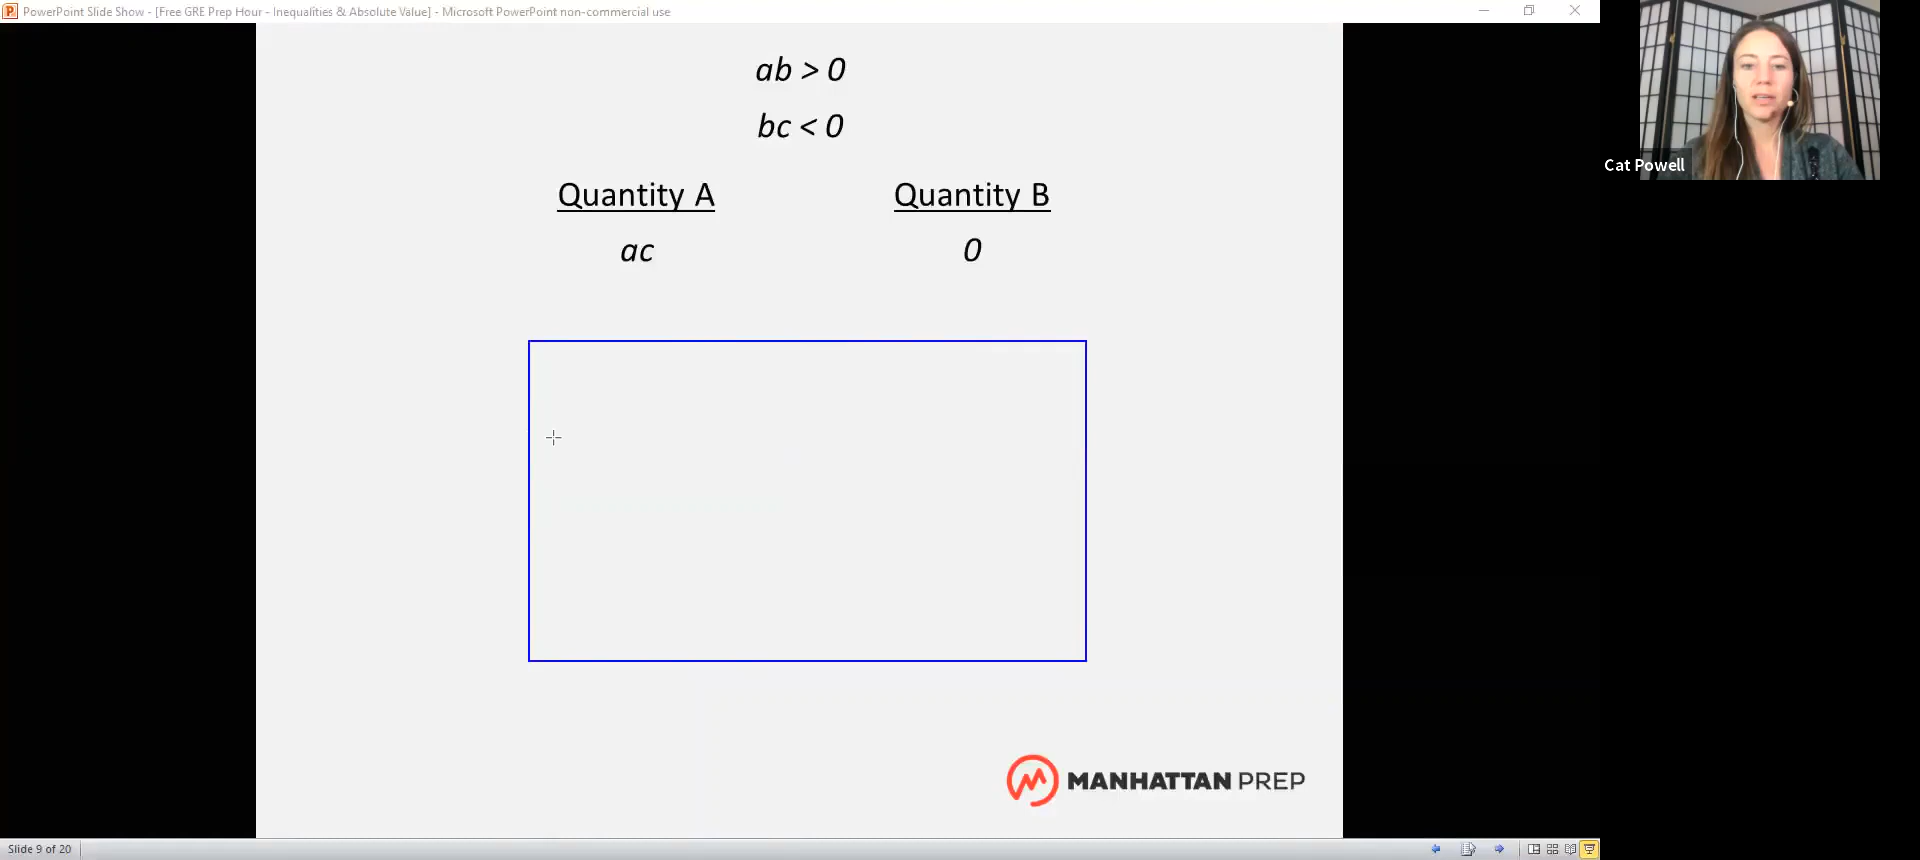 PowerPoint Slide Show - [Free GRE Prep Hour - Inequalities & Absolute Value] - Microsoft PowerPoint non-commercial use
ab > 0
bc < 0
Quantity A Quantity B
ac 0
Cat Powell
MANHATTAN PREP
Slide 9 of 20